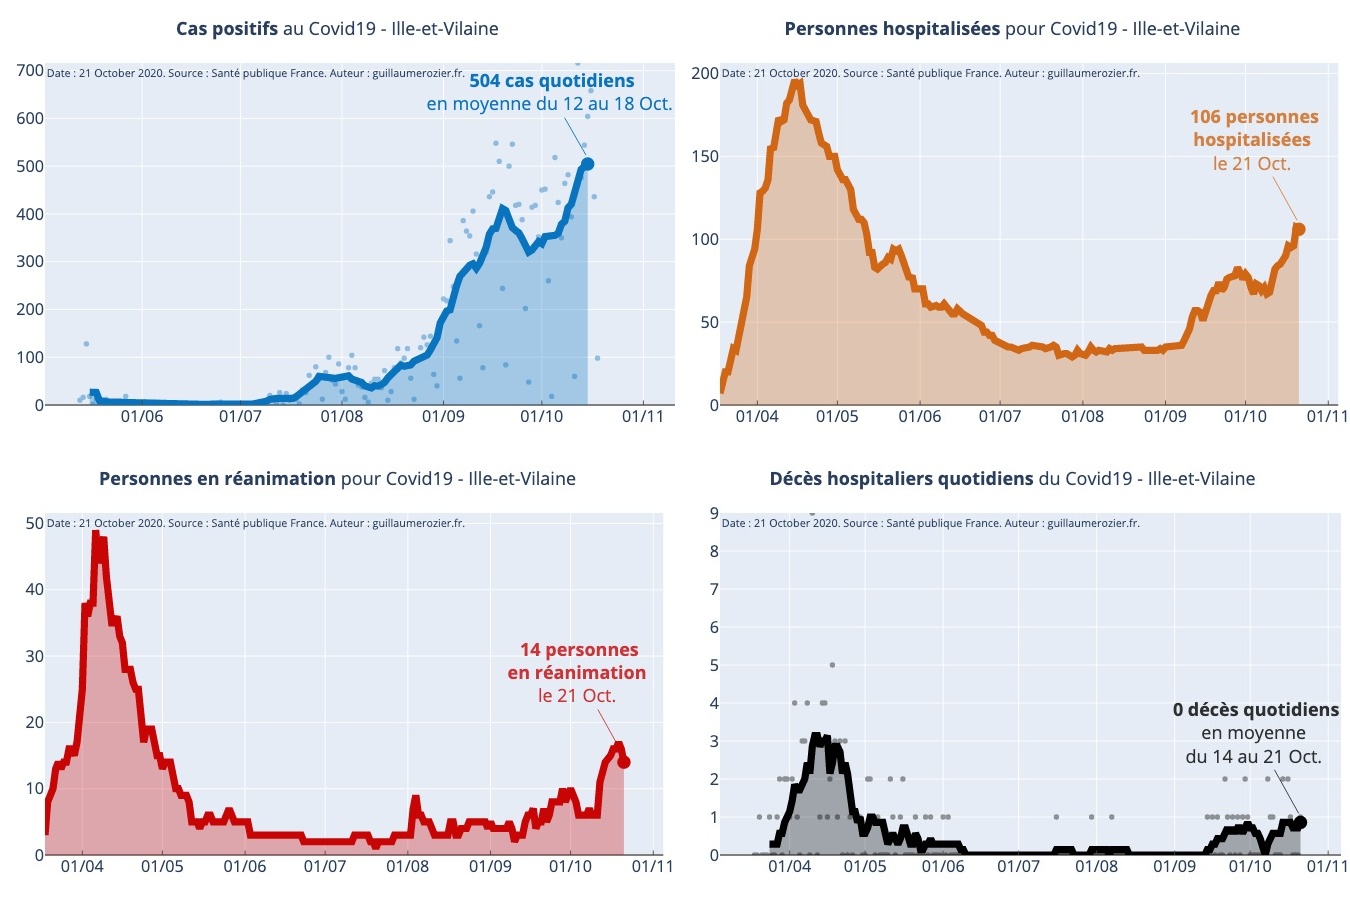 Cas positifs au Covid19 - Ille-et-Vilaine
Date : 21 October 2020. Source : Santé publique France. Auteur : guillaumerozier.fr.
504 cas quotidiens
en moyenne du 12 au 18 Oct.
700
600
500
400
300
200
100
0
01/06 01/07 01/08 01/09 01/10 01/11
Personnes hospitalisées pour Covid19 - Ille-et-Vilaine
Date : 21 October 2020. Source : Santé publique France. Auteur : guillaumerozier.fr.
106 personnes
hospitalisées
le 21 Oct.
200
150
100
50
0
01/04 01/05 01/06 01/07 01/08 01/09 01/10 01/11
Personnes en réanimation pour Covid19 - Ille-et-Vilaine
Date : 21 October 2020. Source : Santé publique France. Auteur : guillaumerozier.fr.
14 personnes
en réanimation
le 21 Oct.
50
40
30
20
10
0
01/04 01/05 01/06 01/07 01/08 01/09 01/10 01/11
Décès hospitaliers quotidiens du Covid19 - Ille-et-Vilaine
Date : 21 October 2020. Source : Santé publique France. Auteur : guillaumerozier.fr.
0 décès quotidiens
en moyenne
du 14 au 21 Oct.
9
8
7
6
5
4
3
2
1
0
01/04 01/05 01/06 01/07 01/08 01/09 01/10 01/11